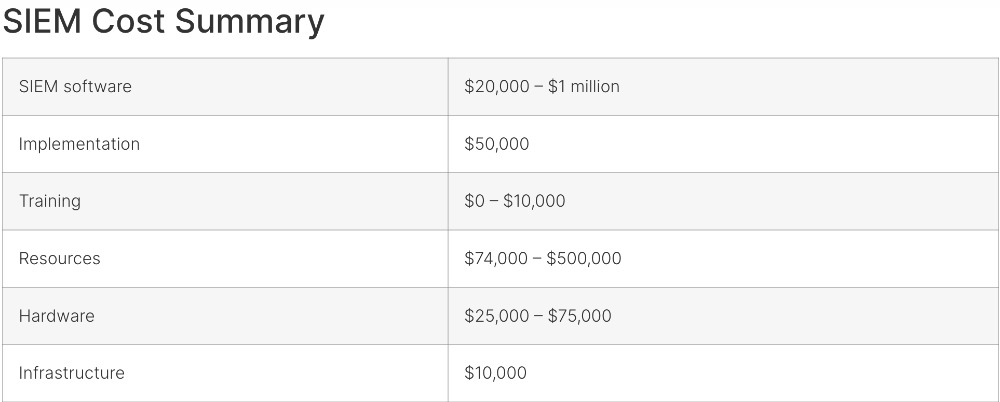 SIEM Cost Summary
SIEM software $20,000 – $1 million
Implementation $50,000
Training $0 – $10,000
Resources $74,000 – $500,000
Hardware $25,000 – $75,000
Infrastructure $10,000